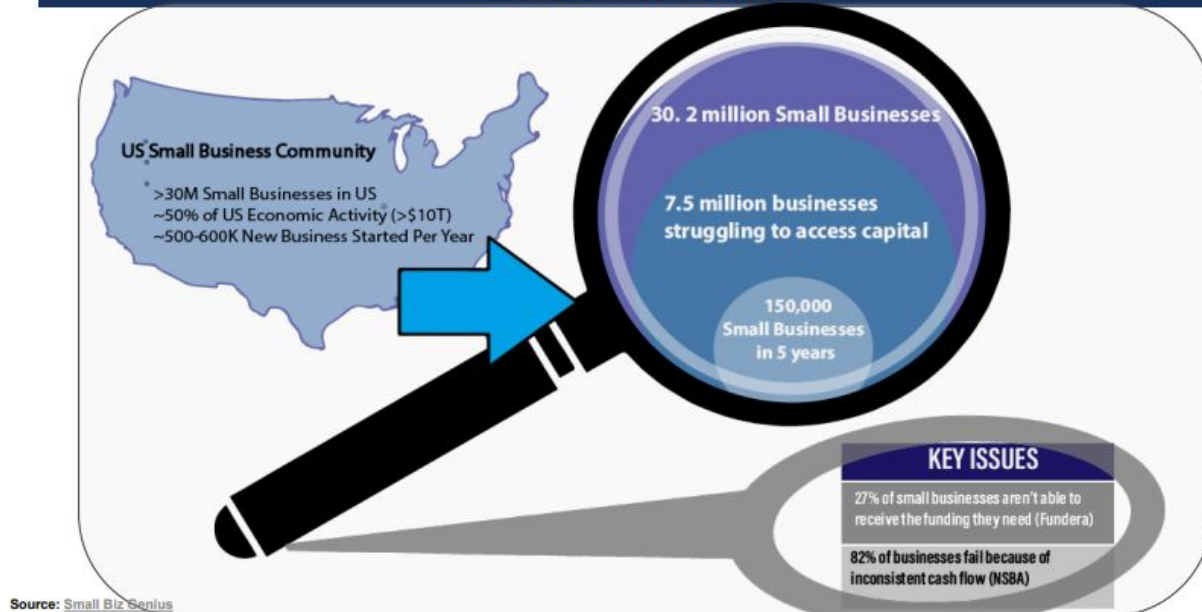 US Small Business Community
>30M Small Businesses in US
~50% of US Economic Activity (>$10T)
~500-600K New Business Started Per Year
30. 2 million Small Businesses
7.5 million businesses
struggling to access capital
150,000
Small Businesses
in 5 years
KEY ISSUES
27% of small businesses aren't able to
receive the funding they need (Fundera)
82% of businesses fail because of
inconsistent cash flow (NSBA)
Source: Small Biz Genius